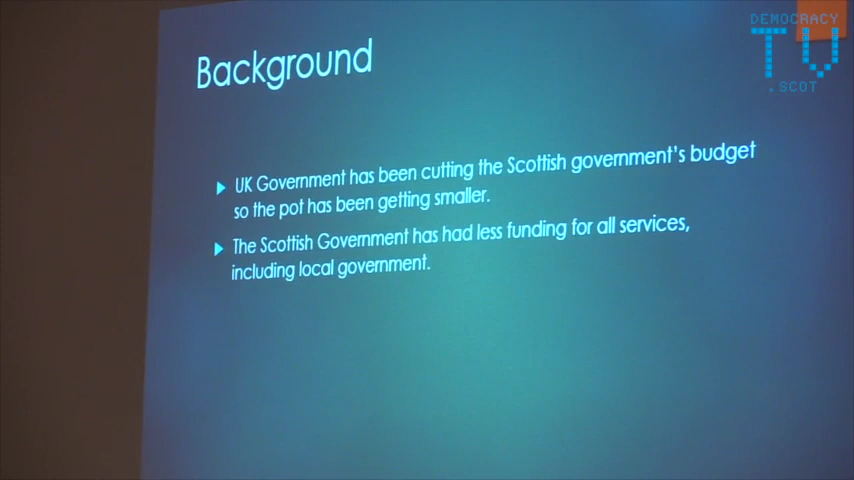 DEMOCRACY
TV
.SCOT
Background
UK Government has been cutting the Scottish government's budget
so the pot has been getting smaller.
The Scottish Government has had less funding for all services,
including local government.